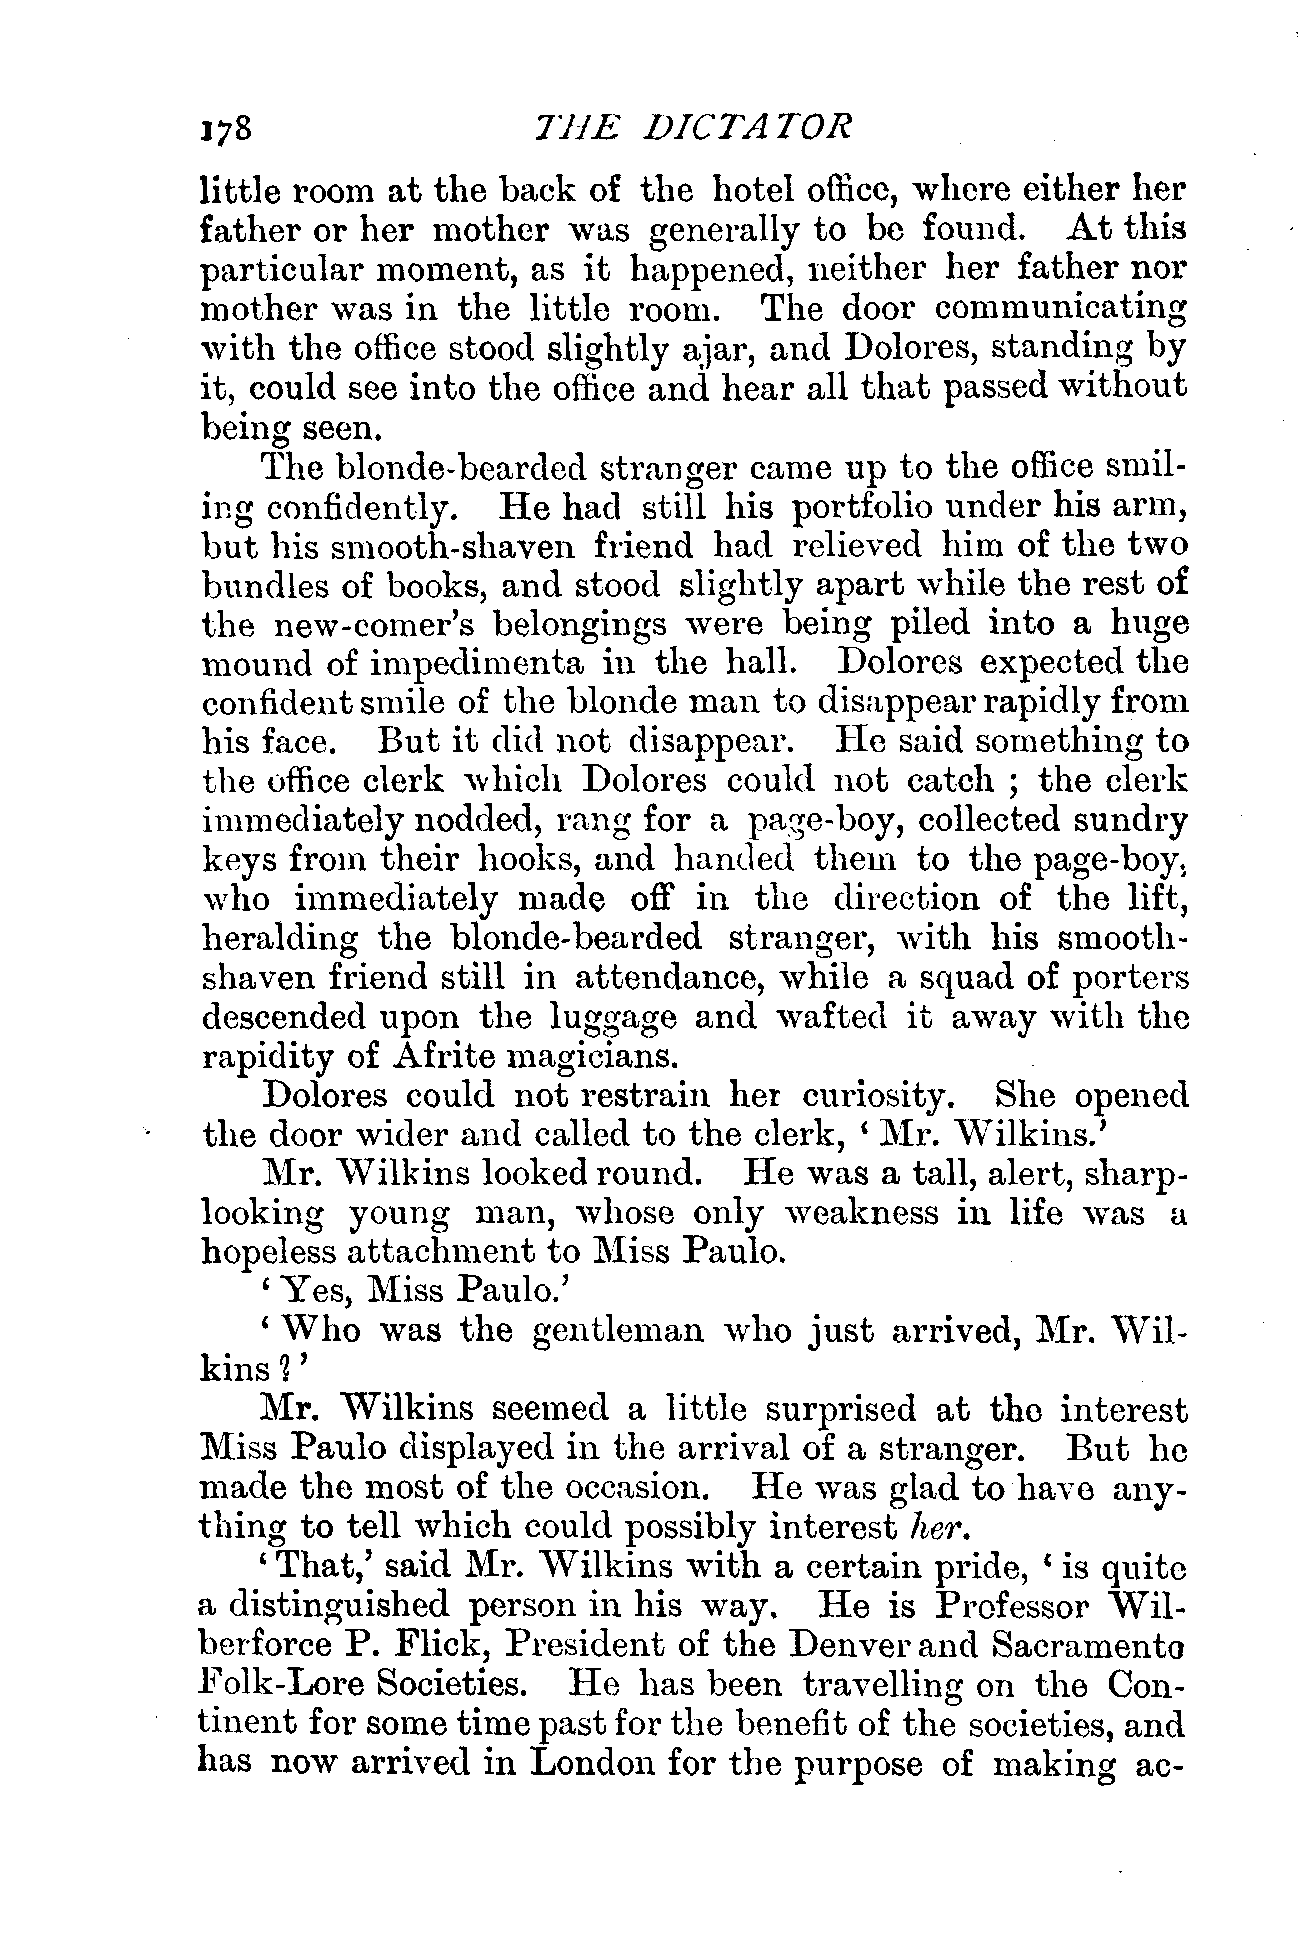 178 THE DICTATOR
little room at the back of the hotel office, where either her
father or her mother was generally to be found. At this
particular moment, as it happened, neither her father nor
mother was in the little room. The door communicating
with the office stood slightly ajar, and Dolores, standing by
it, could see into the office and hear all that passed without
being seen.
The blonde-bearded stranger came up to the office smil-
ing confidently. He had still his portfolio under his arm,
but his smooth-shaven friend had relieved him of the two
bundles of books, and stood slightly apart while the rest of
the new-comer's belongings were being piled into a huge
mound of impedimenta in the hall. Dolores expected the
confident smile of the blonde man to disappear rapidly from
his face. But it did not disappear. He said something to
the office clerk which Dolores could not catch ; the clerk
immediately nodded, rang for a page-boy, collected sundry
keys from their hooks, and handed them to the page-boy,
who immediately made off in the direction of the lift,
heralding the blonde-bearded stranger, with his smooth-
shaven friend still in attendance, while a squad of porters
descended upon the luggage and wafted it away with the
rapidity of Afrite magicians.
Dolores could not restrain her curiosity. She opened
the door wider and called to the clerk, ‘ Mr. Wilkins.’
Mr. Wilkins looked round. He was a tall, alert, sharp-
looking young man, whose only weakness in life was a
hopeless attachment to Miss Paulo.
‘ Yes, Miss Paulo.’
‘ Who was the gentleman who just arrived, Mr. Wil-
kins ? ’
Mr. Wilkins seemed a little surprised at the interest
Miss Paulo displayed in the arrival of a stranger. But he
made the most of the occasion. He was glad to have any-
thing to tell which could possibly interest her.
‘ That,’ said Mr. Wilkins with a certain pride, ‘ is quite
a distinguished person in his way. He is Professor Wil-
berforce P. Flick, President of the Denver and Sacramento
Folk-Lore Societies. He has been travelling on the Con-
tinent for some time past for the benefit of the societies, and
has now arrived in London for the purpose of making ac-